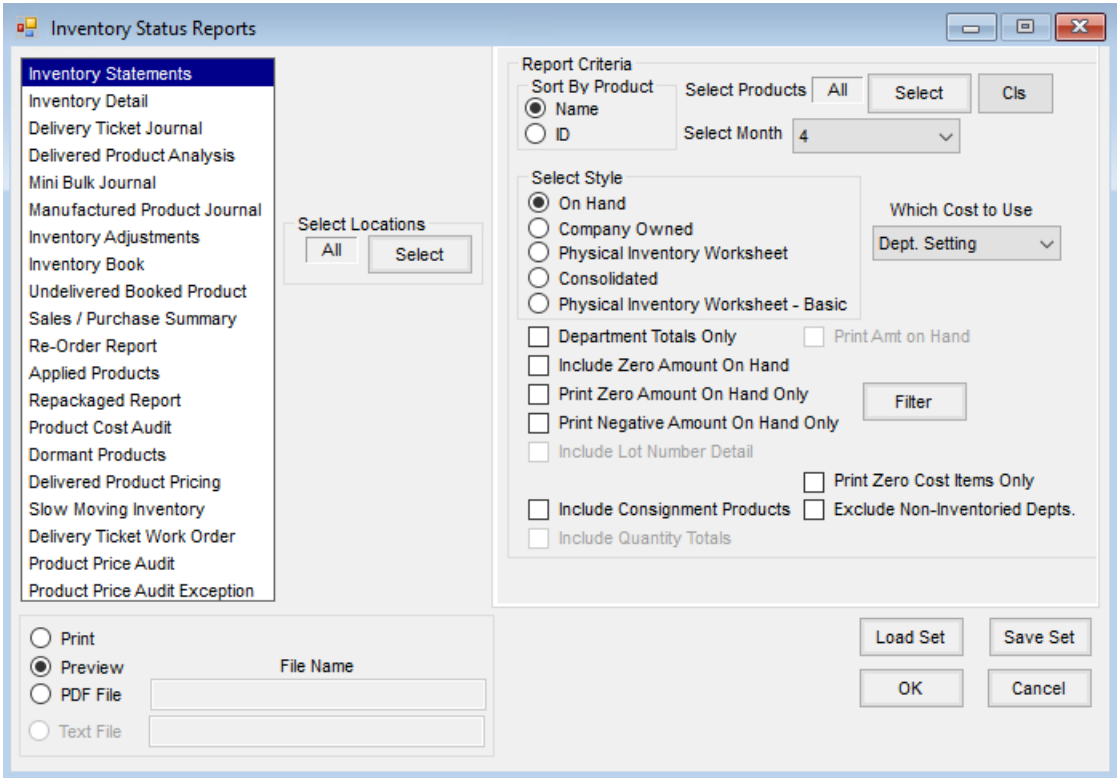 Inventory Status Reports
Inventory Statements
Inventory Detail
Delivery Ticket Journal
Delivered Product Analysis
Mini Bulk Journal
Manufactured Product Journal
Inventory Adjustments
Inventory Book
Undelivered Booked Product
Sales / Purchase Summary
Re-Order Report
Applied Products
Repackaged Report
Product Cost Audit
Dormant Products
Delivered Product Pricing
Slow Moving Inventory
Delivery Ticket Work Order
Product Price Audit
Product Price Audit Exception
Select Locations
All Select
Report Criteria
Sort By Product
Name
ID
Select Products All Select Cls
Select Month 4
Select Style
On Hand
Company Owned
Physical Inventory Worksheet
Consolidated
Physical Inventory Worksheet - Basic
Which Cost to Use
Dept. Setting
Department Totals Only Print Amt on Hand
Include Zero Amount On Hand
Print Zero Amount On Hand Only
Filter
Print Negative Amount On Hand Only
Include Lot Number Detail
Print Zero Cost Items Only
Include Consignment Products Exclude Non-Inventoried Depts.
Include Quantity Totals
Print
Preview File Name
PDF File
Text File
Load Set Save Set
OK Cancel